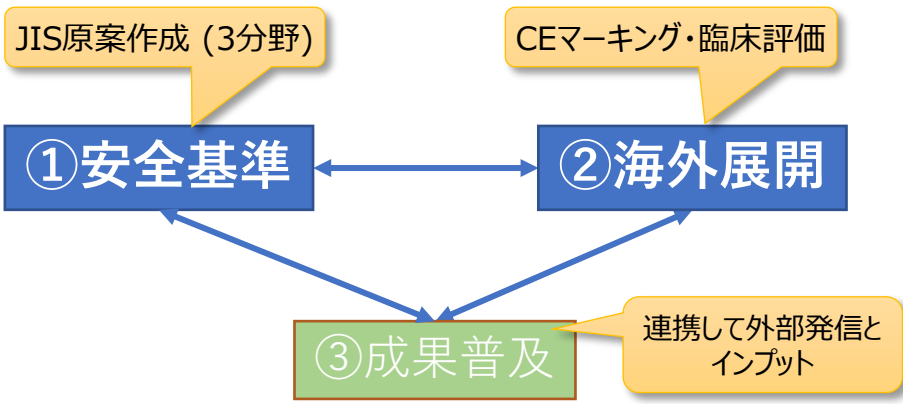 JIS原案作成 (3分野)
CEマーキング・臨床評価
①安全基準
②海外展開
③成果普及
連携して外部発信と
インプット